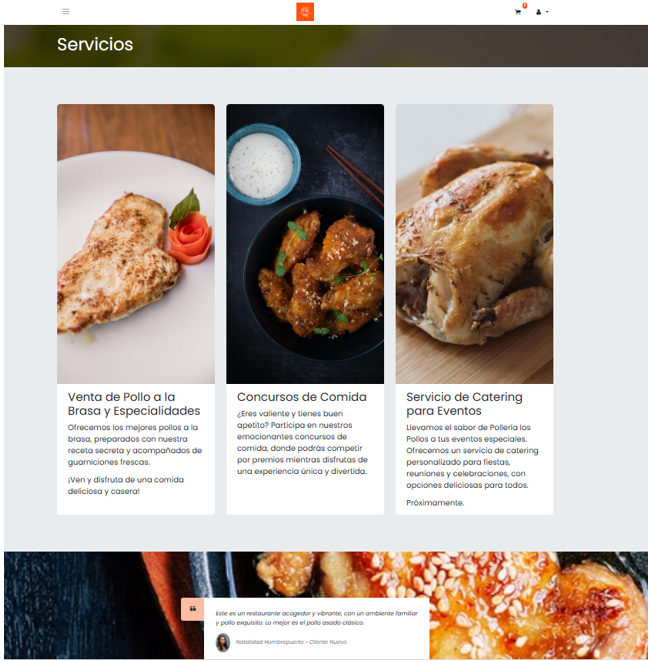 Servicios
Venta de Pollo a la
Brasa y Especialidades
Ofrecemos los mejores pollos a la
brasa, preparados con nuestra
receta secreta y acompañados de
guarniciones frescas.
¡Ven y disfruta de una comida
deliciosa y casera!
Concursos de Comida
¿Eres valiente y tienes buen
apetito? Participa en nuestros
emocionantes concursos de
comida, donde podrás competir
por premios mientras disfrutas de
una experiencia única y divertida.
Servicio de Catering
para Eventos
Llevamos el sabor de Pollería los
Pollos a tus eventos especiales.
Ofrecemos un servicio de catering
personalizado para fiestas,
reuniones y celebraciones, con
opciones deliciosas para todos.
Próximamente.
Este es un restaurante acogedor y vibrante, con un ambiente familiar
y pollo exquisito. Lo mejor es el pollo asado clásico.
Natalidad Hombrepuerto • Cliente Nuevo